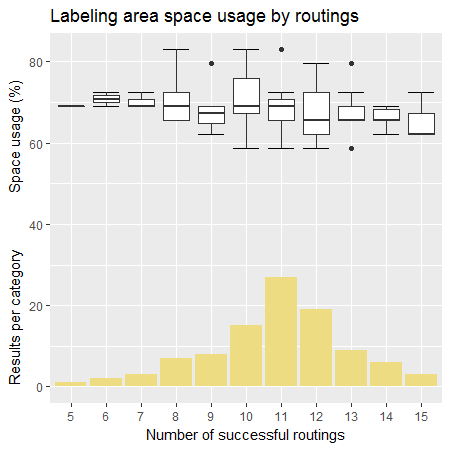 Labeling area space usage by routings
Space usage (%)
Results per category
80
60
40
20
0
5 6 7 8 9 10 11 12 13 14 15
Number of successful routings